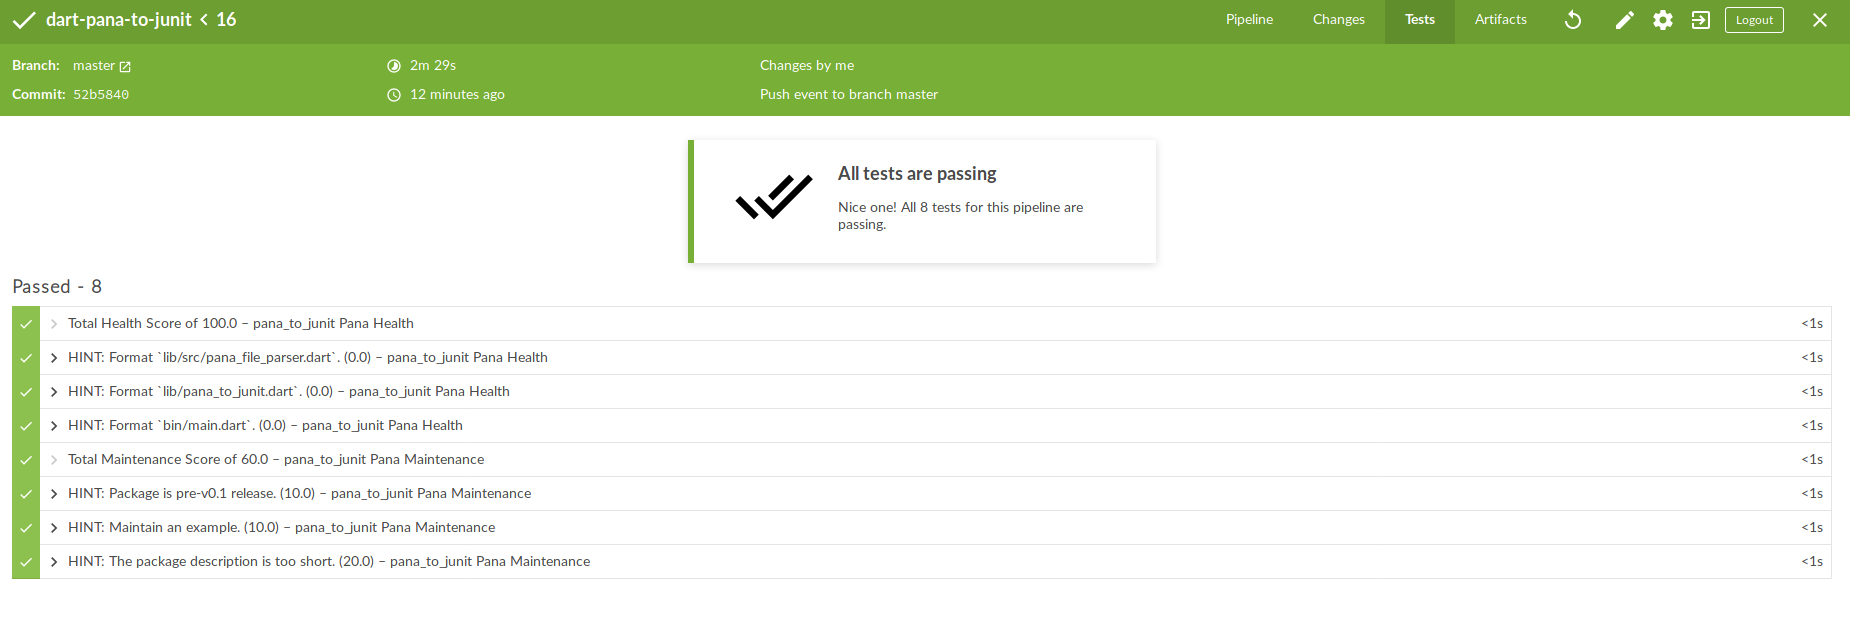 dart-pana-to-junit < 16
Pipeline Changes Tests Artifacts Logout
Branch: master 2m 29s Changes by me
Commit: 52b5840 12 minutes ago Push event to branch master
All tests are passing
Nice one! All 8 tests for this pipeline are
passing.
Passed - 8
Total Health Score of 100.0 – pana_to_junit Pana Health <1s
HINT: Format `lib/src/pana_file_parser.dart`. (0.0) – pana_to_junit Pana Health <1s
HINT: Format `lib/pana_to_junit.dart`. (0.0) – pana_to_junit Pana Health <1s
HINT: Format `bin/main.dart`. (0.0) – pana_to_junit Pana Health <1s
Total Maintenance Score of 60.0 – pana_to_junit Pana Maintenance <1s
HINT: Package is pre-v0.1 release. (10.0) – pana_to_junit Pana Maintenance <1s
HINT: Maintain an example. (10.0) – pana_to_junit Pana Maintenance <1s
HINT: The package description is too short. (20.0) – pana_to_junit Pana Maintenance <1s